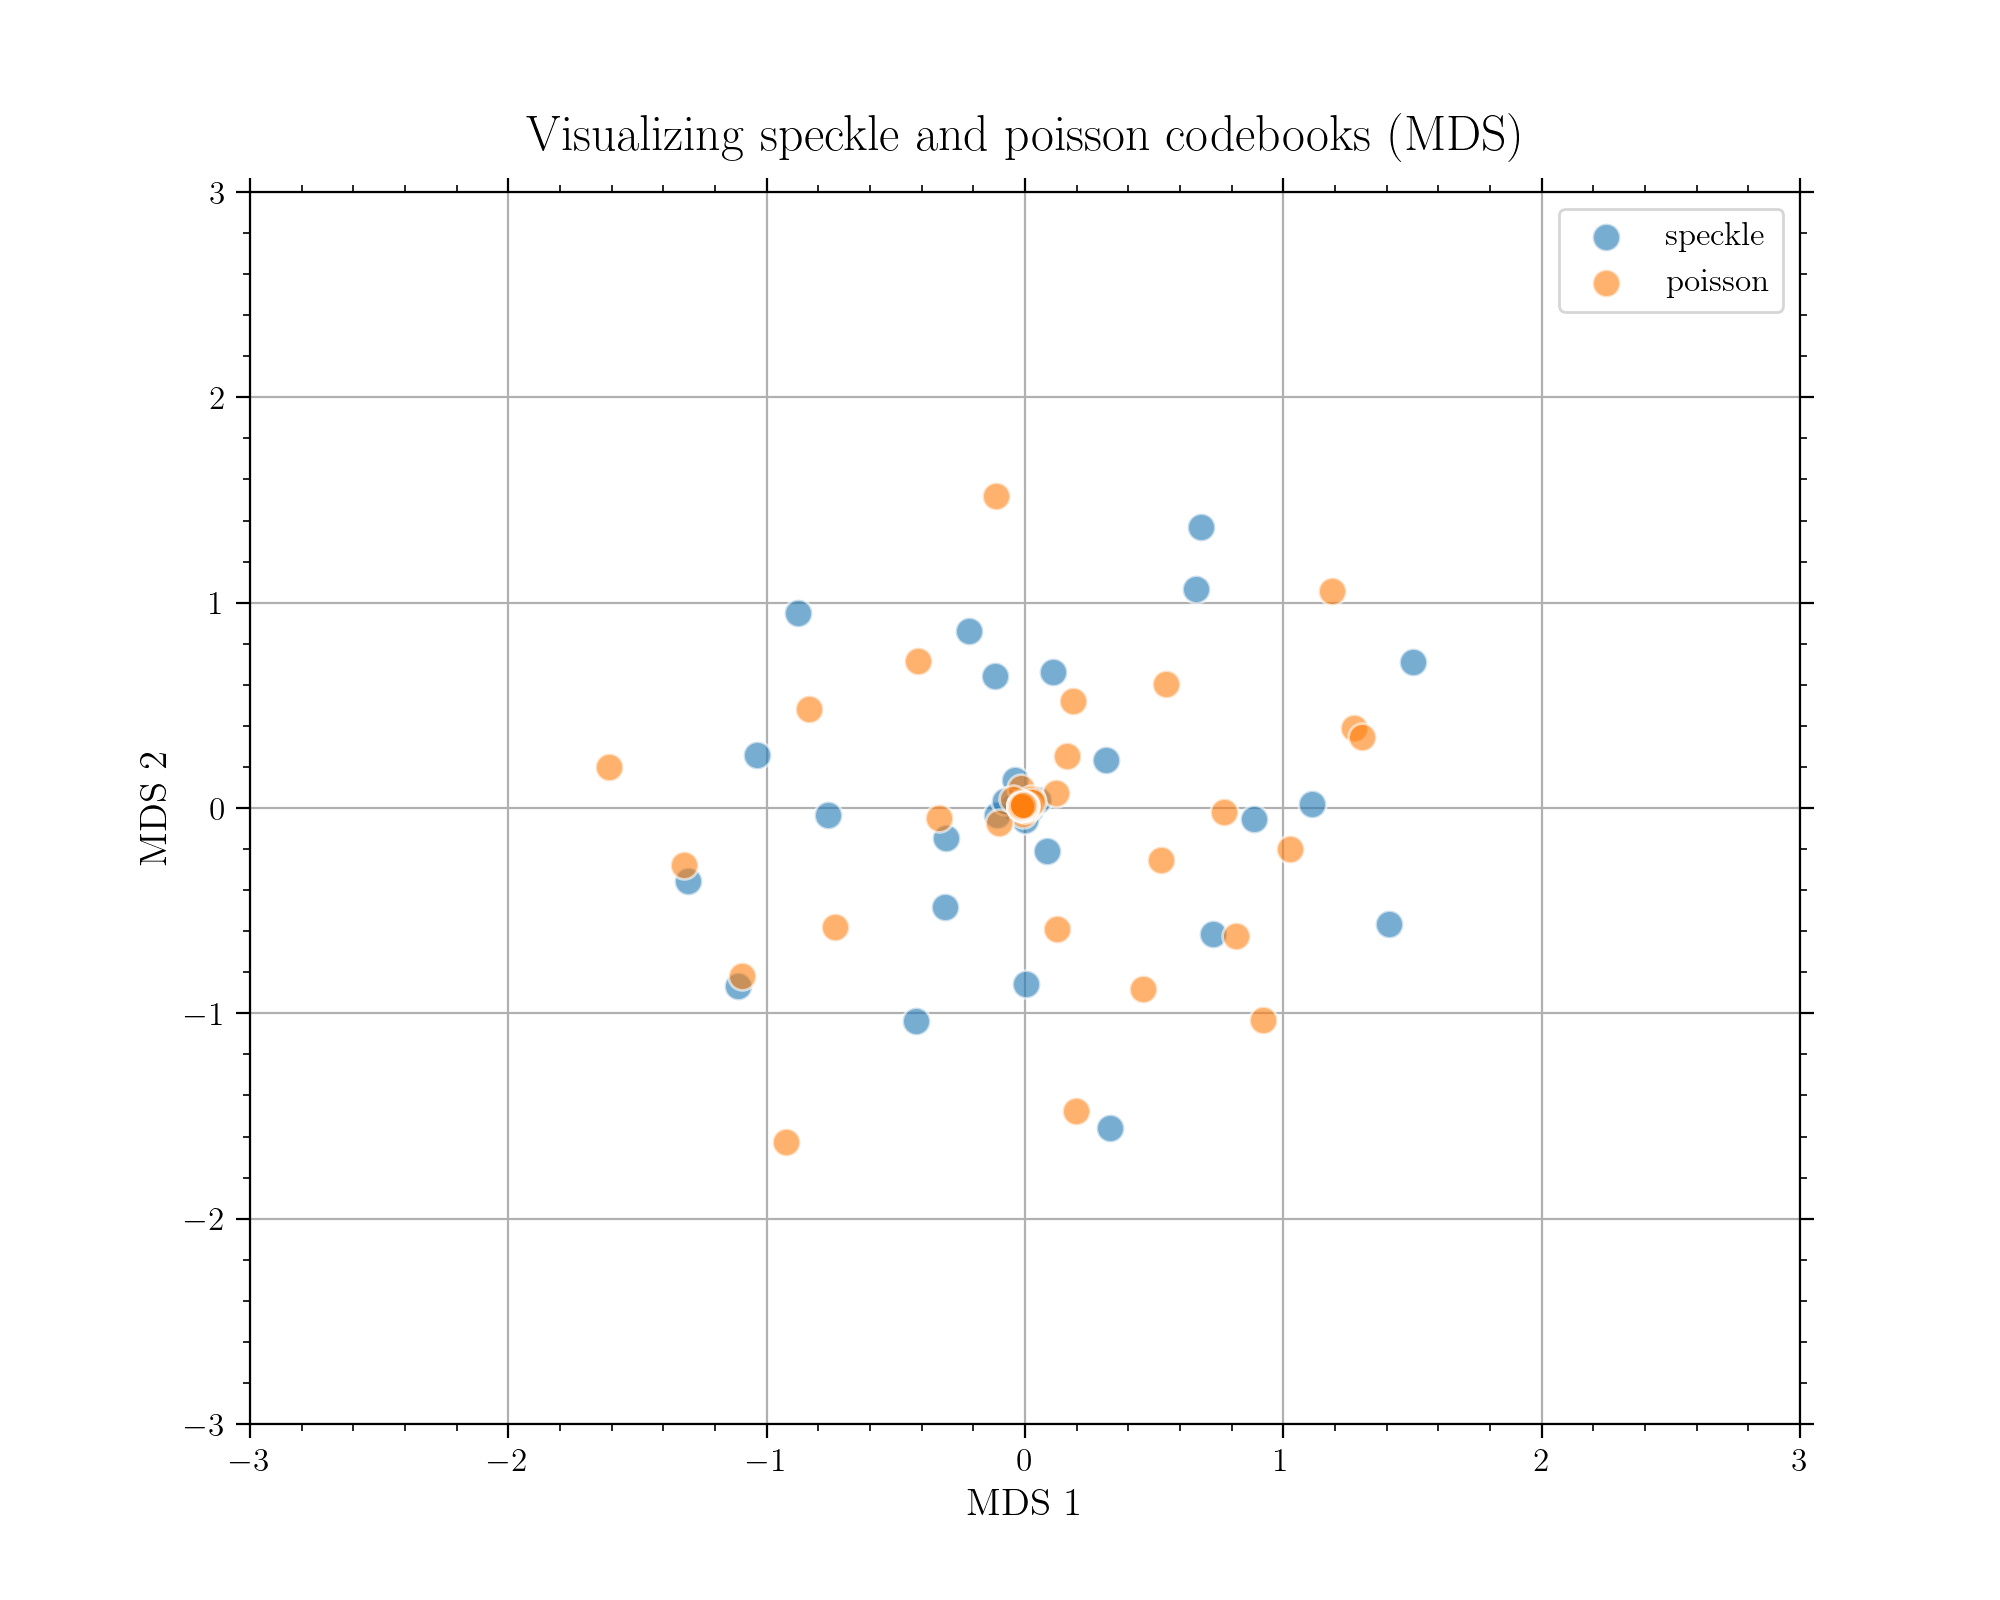 Visualizing speckle and poisson codebooks (MDS)
speckle
poisson
3
2
1
0
−1
−2
−3
MDS 2
−3
−2
−1
0
1
2
3
MDS 1